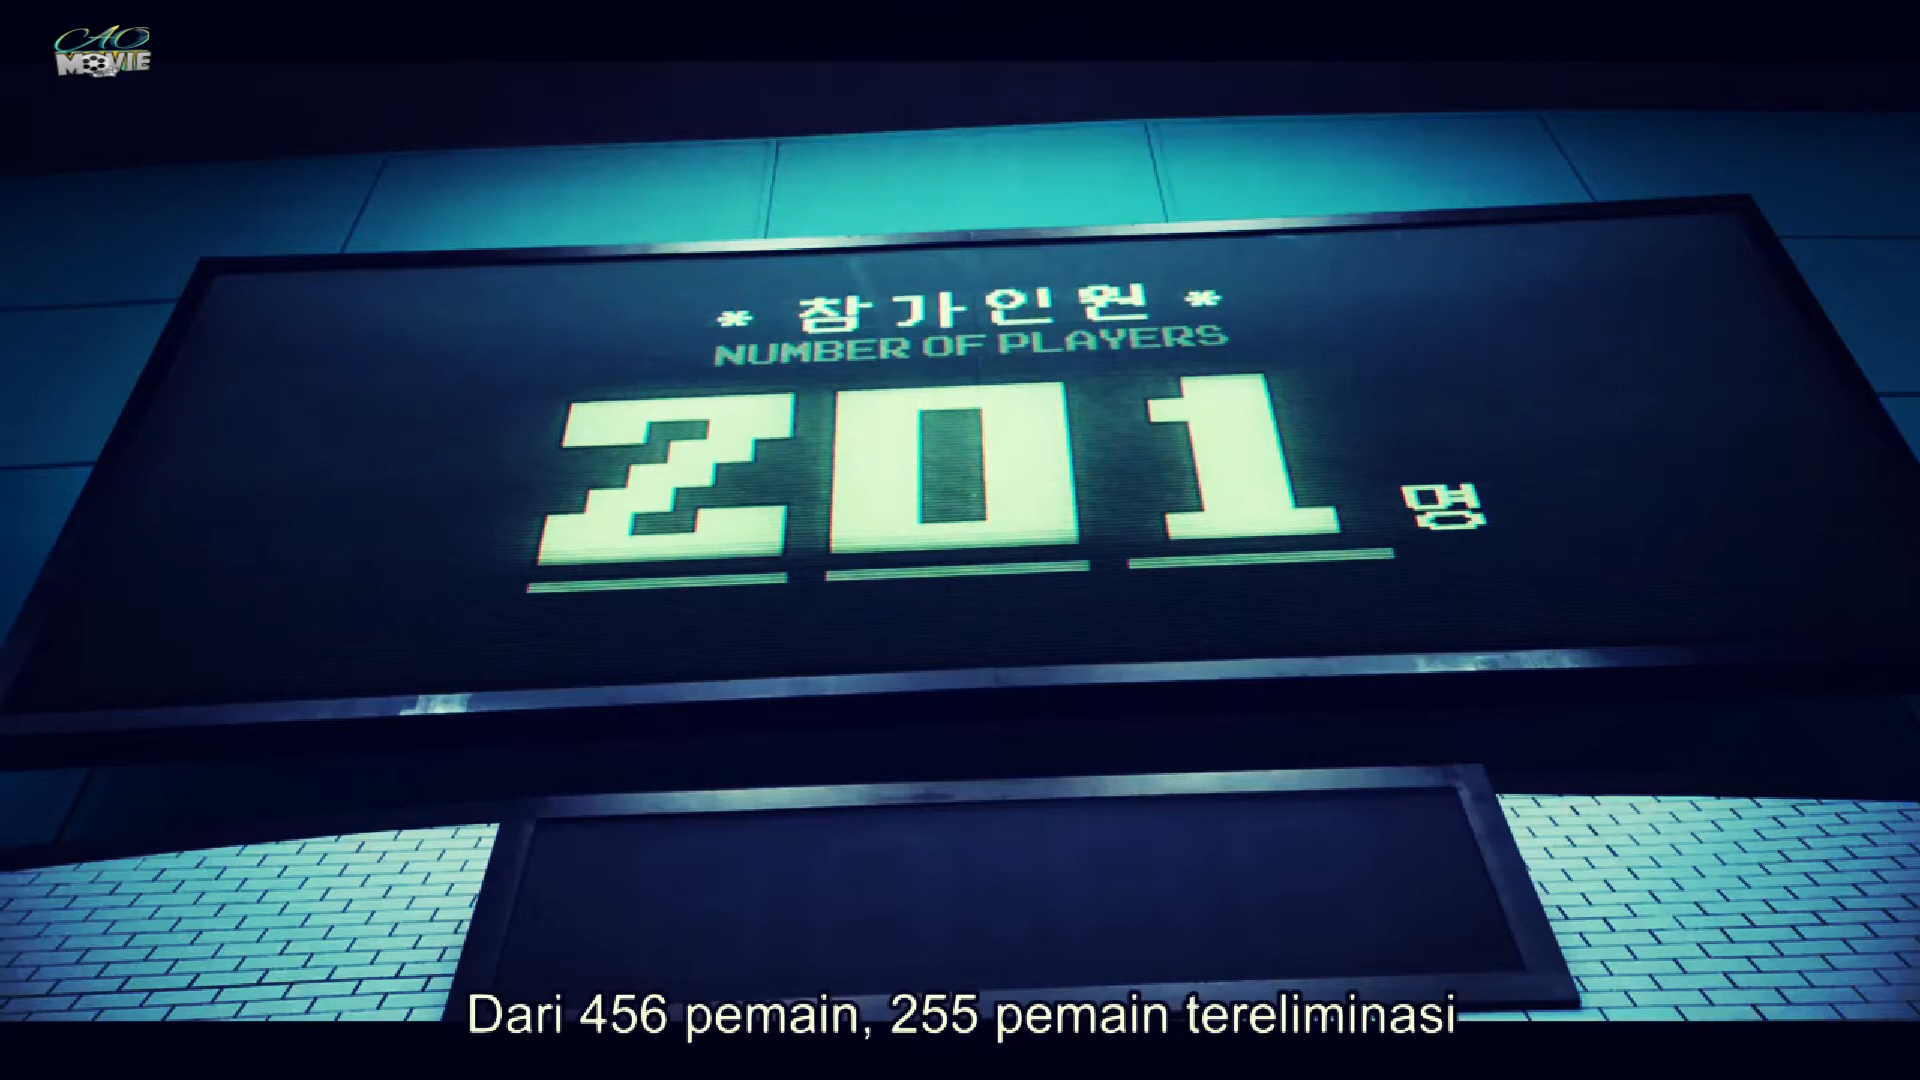 CAO
MOVIE
* 참가인원 *
NUMBER OF PLAYERS
201 명
Dari 456 pemain, 255 pemain tereliminasi